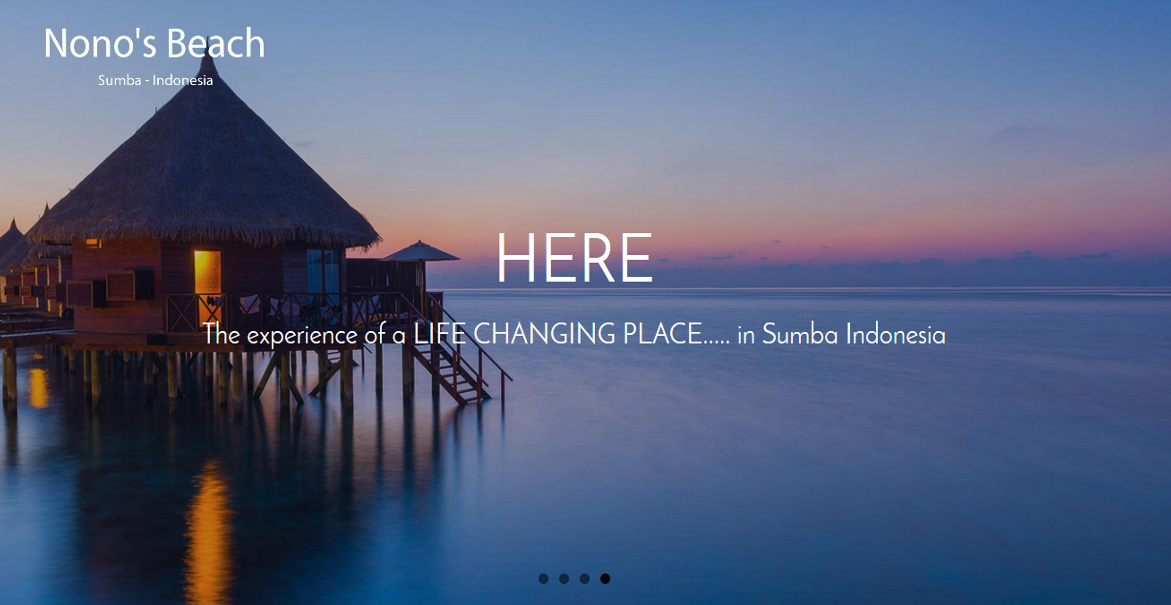 Nono's Beach
Sumba - Indonesia
HERE
The experience of a LIFE CHANGING PLACE..... in Sumba Indonesia